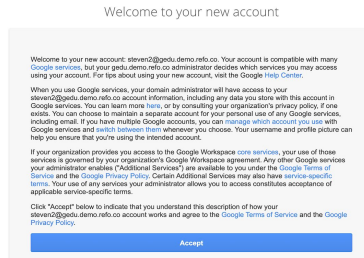 Welcome to your new account
Welcome to your new account: steven2@gedu.demo.refo.co. Your account is compatible with many
Google services, but your gedu.demo.refo.co administrator decides which services you may access
using your account. For tips about using your new account, visit the Google Help Center.
When you use Google services, your domain administrator will have access to your
steven2@gedu.demo.refo.co account information, including any data you store with this account in
Google services. You can learn more here, or by consulting your organization's privacy policy, if one
exists. You can choose to maintain a separate account for your personal use of any Google services,
including email. If you have multiple Google accounts, you can manage which account you use with
Google services and switch between them whenever you choose. Your username and profile picture can
help you ensure that you're using the intended account.
If your organization provides you access to the Google Workspace core services, your use of those
services is governed by your organization's Google Workspace agreement. Any other Google services
your administrator enables ("Additional Services") are available to you under the Google Terms of
Service and the Google Privacy Policy. Certain Additional Services may also have service-specific
terms. Your use of any services your administrator allows you to access constitutes acceptance of
applicable service-specific terms.
Click "Accept" below to indicate that you understand this description of how your
steven2@gedu.demo.refo.co account works and agree to the Google Terms of Service and the Google
Privacy Policy.
Accept